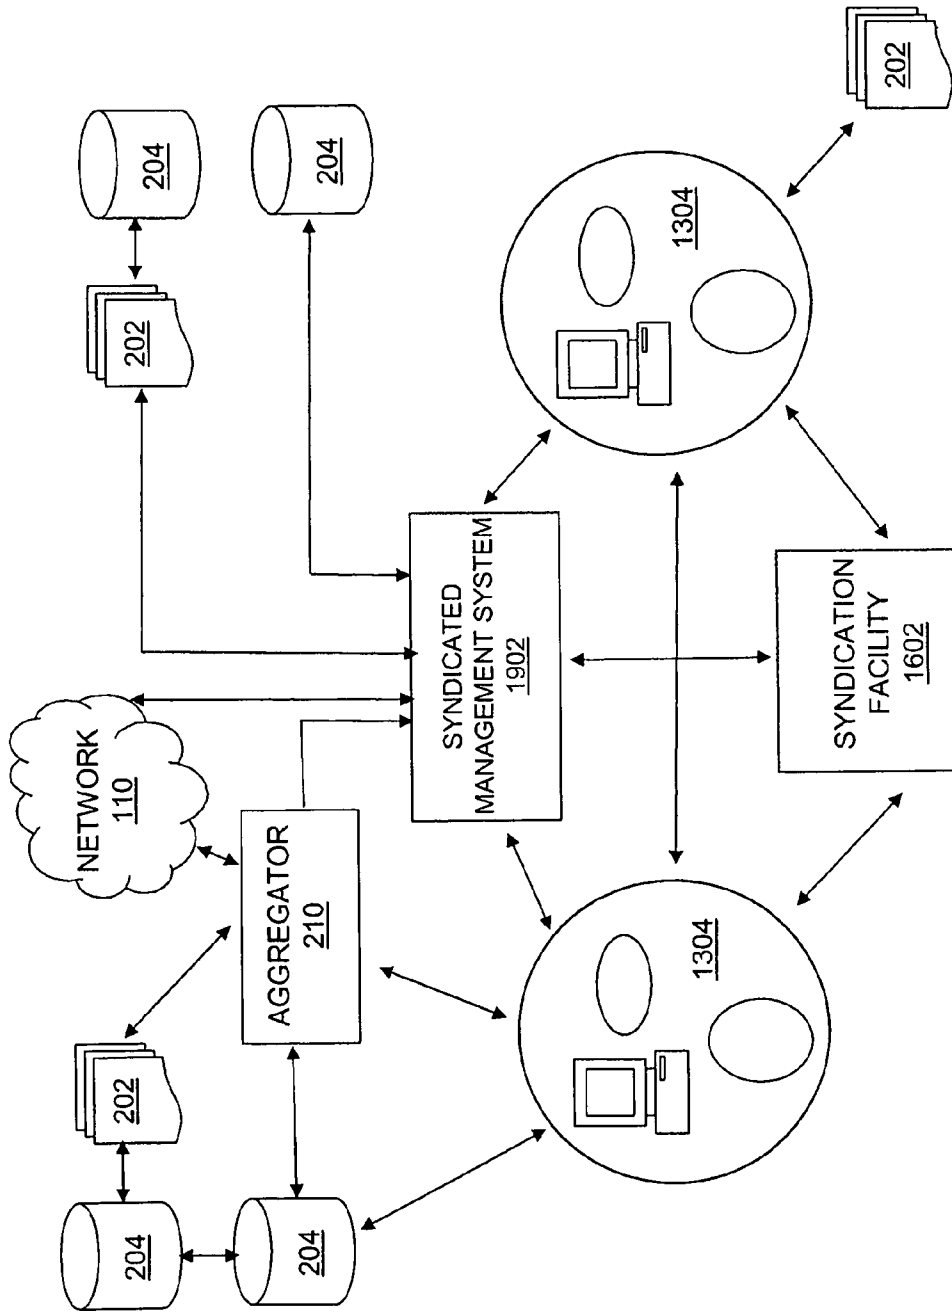 NETWORK
110
204
202
202
204
204
AGGREGATOR
210
204
SYNDICATED
MANAGEMENT SYSTEM
1902
1304
1304
SYNDICATION
FACILITY
1602
202